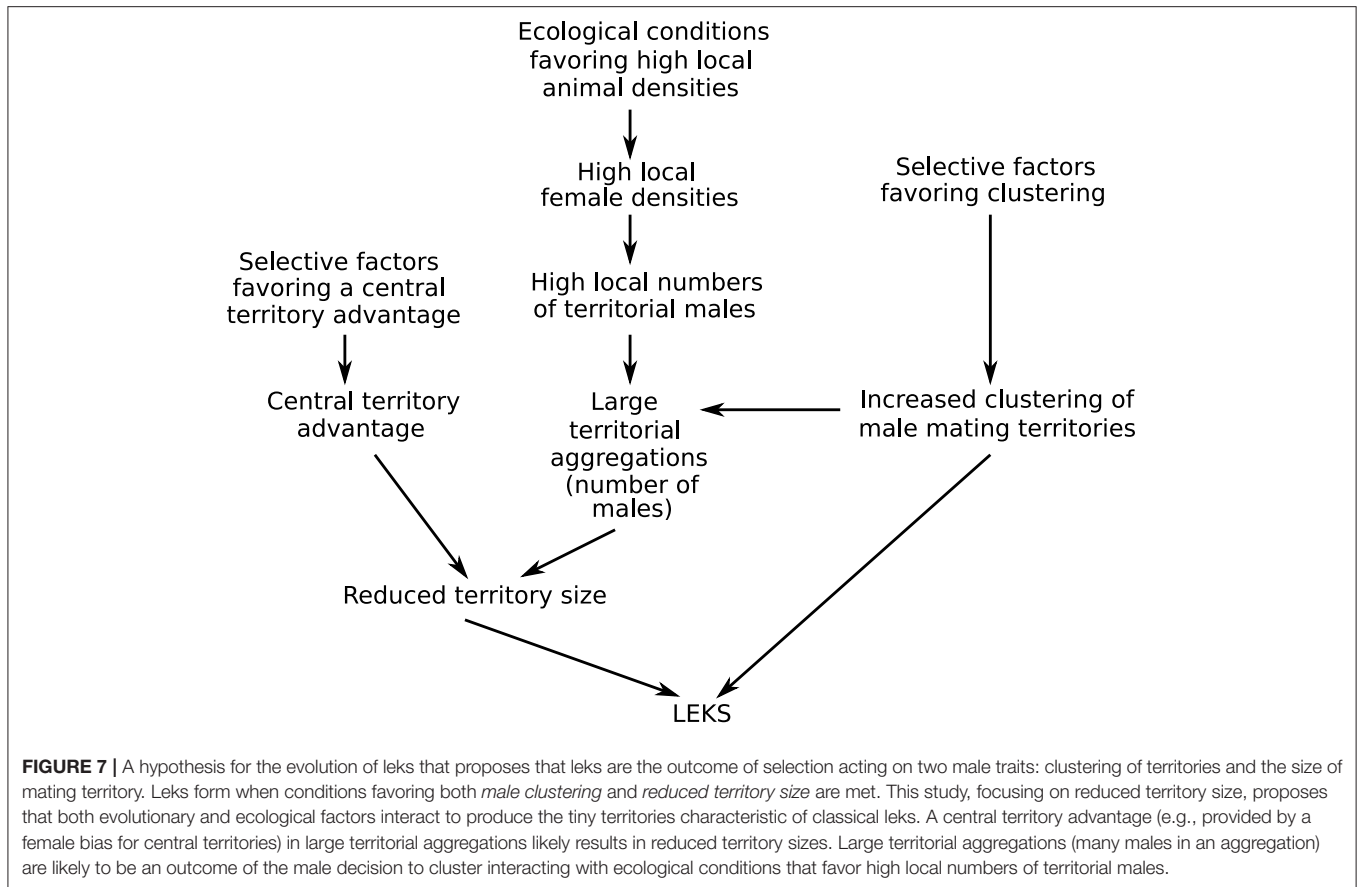 Ecological conditions
favoring high local
animal densities
High local
female densities
Selective factors
favoring clustering
Selective factors
favoring a central
territory advantage
High local numbers
of territorial males
Central territory
advantage
Large
territorial
aggregations
(number of
males)
Increased clustering of
male mating territories
Reduced territory size
LEKS
FIGURE 7 | A hypothesis for the evolution of leks that proposes that leks are the outcome of selection acting on two male traits: clustering of territories and the size of
mating territory. Leks form when conditions favoring both male clustering and reduced territory size are met. This study, focusing on reduced territory size, proposes
that both evolutionary and ecological factors interact to produce the tiny territories characteristic of classical leks. A central territory advantage (e.g., provided by a
female bias for central territories) in large territorial aggregations likely results in reduced territory sizes. Large territorial aggregations (many males in an aggregation)
are likely to be an outcome of the male decision to cluster interacting with ecological conditions that favor high local numbers of territorial males.